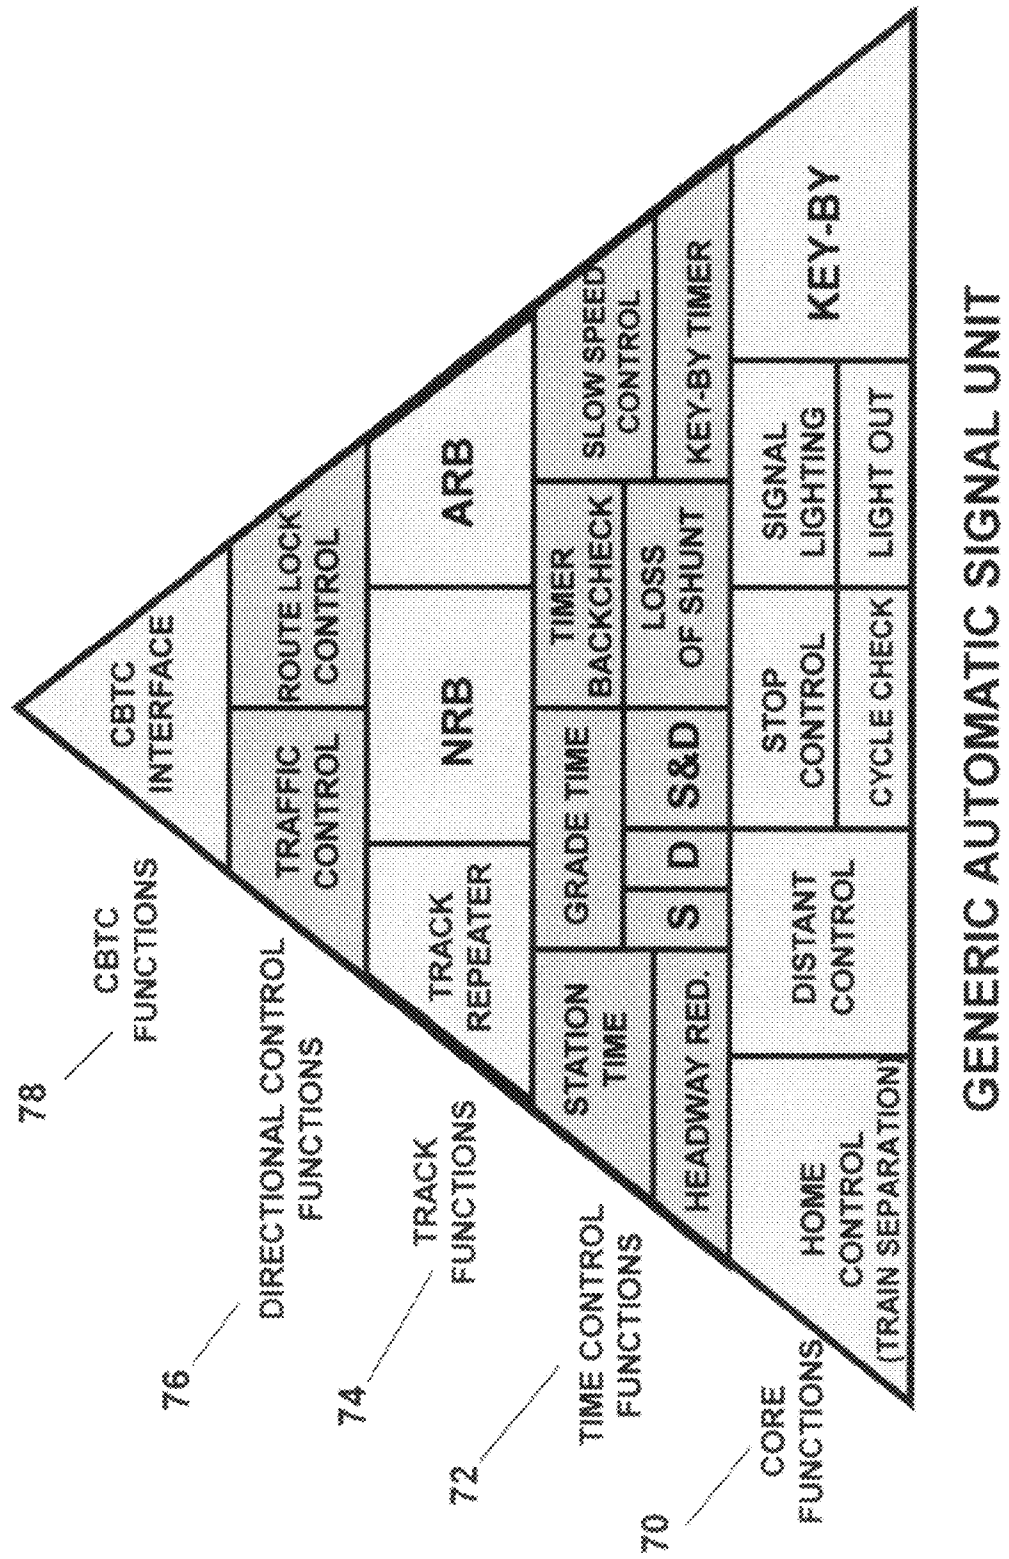 78
CBTC
FUNCTIONS
CBTC
INTERFACE
76
DIRECTIONAL CONTROL
FUNCTIONS
TRAFFIC
CONTROL
ROUTE LOCK
CONTROL
74
TRACK
FUNCTIONS
TRACK
REPEATER
NRB
ARB
72
TIME CONTROL
FUNCTIONS
STATION
TIME
HEADWAY RED.
GRADE TIME
S
D
S&D
TIMER
BACKCHECK
LOSS
OF SHUNT
SLOW SPEED
CONTROL
KEY-BY TIMER
70
CORE
FUNCTIONS
HOME
CONTROL
(TRAIN SEPARATION)
DISTANT
CONTROL
STOP
CONTROL
CYCLE CHECK
SIGNAL
LIGHTING
LIGHT OUT
KEY-BY
GENERIC AUTOMATIC SIGNAL UNIT